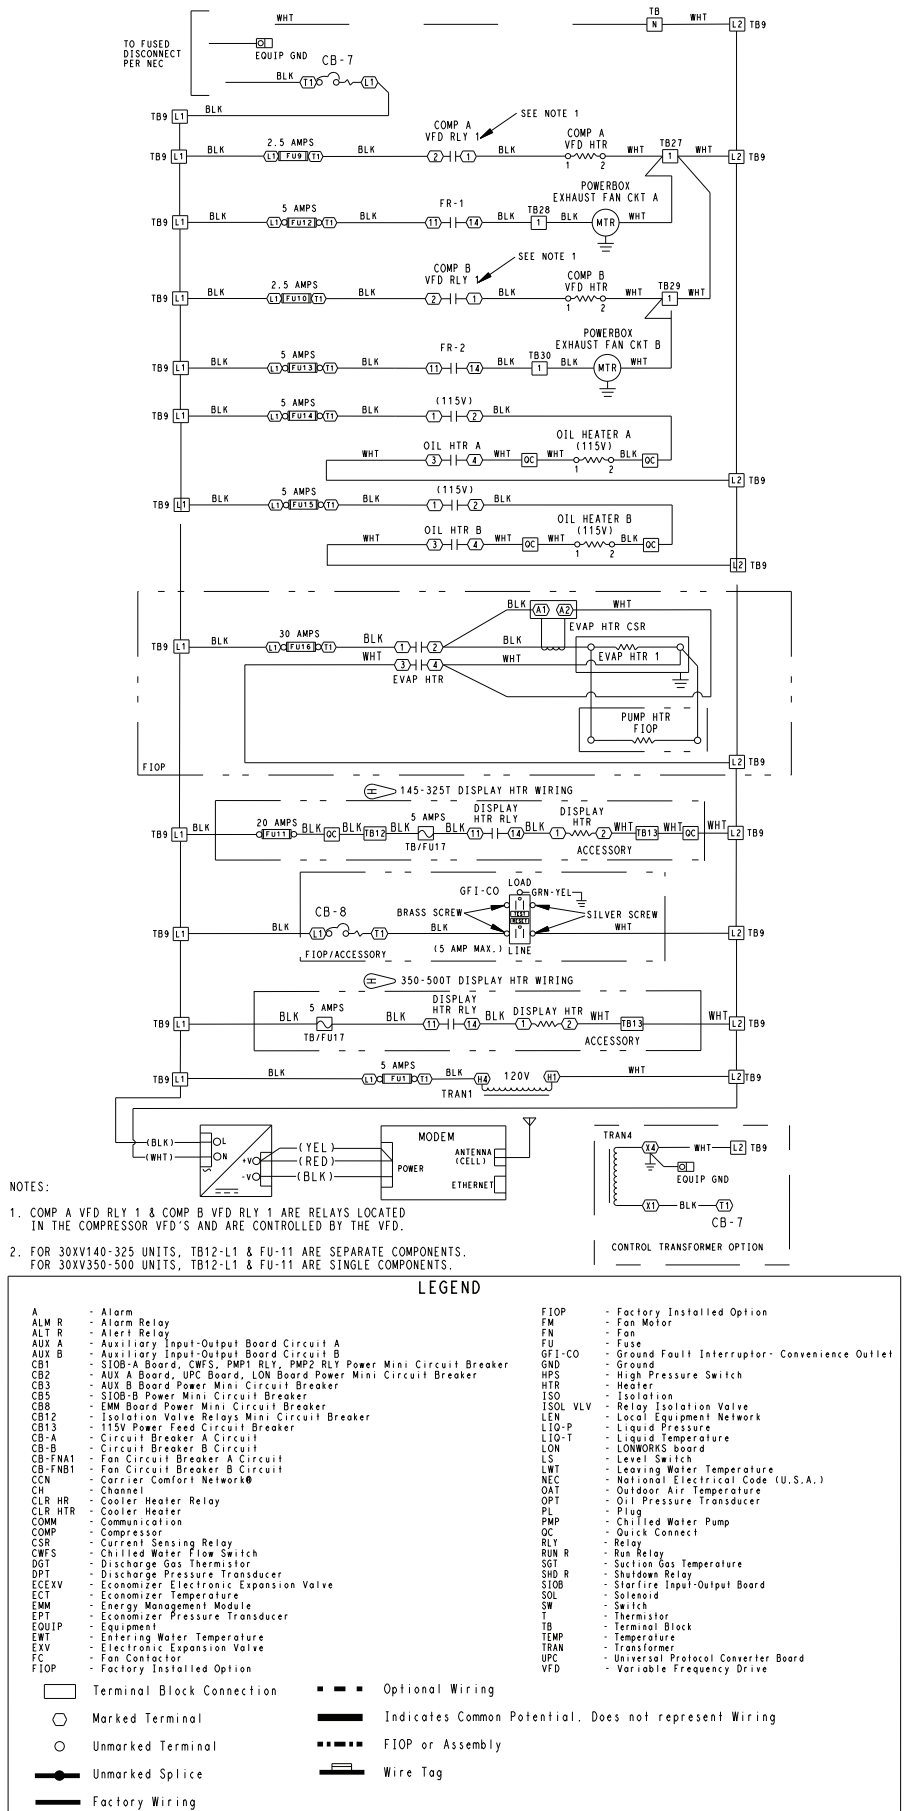 WHT TB N WHT L2 TB9
TO FUSED
DISCONNECT
PER NEC
EQUIP GND
BLK T1 CB-7 L1
TB9 L1 BLK
TB9 L1 BLK 2.5 AMPS L1 FU9 T1 BLK COMP A VFD RLY 1 2 1 SEE NOTE 1 BLK COMP A VFD HTR 1 2 WHT TB27 1 WHT L2 TB9
POWERBOX
EXHAUST FAN CKT A
TB9 L1 BLK 5 AMPS L1 FU12 T1 BLK FR-1 11 14 BLK TB28 1 BLK MTR WHT
TB9 L1 BLK 2.5 AMPS L1 FU10 T1 BLK COMP B VFD RLY 1 2 1 SEE NOTE 1 BLK COMP B VFD HTR 1 2 WHT TB29 1 WHT
POWERBOX
EXHAUST FAN CKT B
TB9 L1 BLK 5 AMPS L1 FU13 T1 BLK FR-2 11 14 BLK TB30 1 BLK MTR WHT
TB9 L1 BLK 5 AMPS L1 FU14 T1 BLK (115V) 1 2 BLK
WHT OIL HTR A 3 4 WHT QC WHT OIL HEATER A (115V) 1 2 BLK QC
L2 TB9
TB9 L1 BLK 5 AMPS L1 FU15 T1 BLK (115V) 1 2 BLK
WHT OIL HTR B 3 4 WHT QC WHT OIL HEATER B (115V) 1 2 BLK QC
L2 TB9
BLK A1 A2 WHT
EVAP HTR CSR
TB9 L1 BLK 30 AMPS L1 FU16 T1 BLK 1 2 BLK EVAP HTR 1
WHT 3 4 WHT
EVAP HTR
PUMP HTR
FIOP
FIOP
L2 TB9
H 145-325T DISPLAY HTR WIRING
TB9 L1 BLK 20 AMPS FU11 BLK QC BLK TB12 BLK 5 AMPS TB/FU17 BLK DISPLAY HTR RLY 11 14 BLK DISPLAY HTR 1 2 WHT TB13 WHT QC WHT L2 TB9
ACCESSORY
GFI-CO LOAD GRN-YEL
BRASS SCREW TEST RESET SILVER SCREW
TB9 L1 BLK L1 CB-8 T1 BLK WHT L2 TB9
FIOP/ACCESSORY (5 AMP MAX.) LINE
H 350-500T DISPLAY HTR WIRING
TB9 L1 BLK 5 AMPS TB/FU17 BLK DISPLAY HTR RLY 11 14 BLK DISPLAY HTR 1 2 WHT TB13 WHT L2 TB9
ACCESSORY
TB9 L1 BLK 5 AMPS L1 FU1 T1 BLK H4 120V H1 WHT L2 TB9
TRAN1
(BLK) L
(WHT) N
+V (YEL)
(RED)
-V (BLK)
MODEM
POWER
ANTENNA
(CELL)
ETHERNET
TRAN4
X4 WHT L2 TB9
EQUIP GND
X1 BLK T1
CB-7
CONTROL TRANSFORMER OPTION
NOTES:
1. COMP A VFD RLY 1 & COMP B VFD RLY 1 ARE RELAYS LOCATED
IN THE COMPRESSOR VFD'S AND ARE CONTROLLED BY THE VFD.
2. FOR 30XV140-325 UNITS, TB12-L1 & FU-11 ARE SEPARATE COMPONENTS.
FOR 30XV350-500 UNITS, TB12-L1 & FU-11 ARE SINGLE COMPONENTS.
LEGEND
A - Alarm
ALM R - Alarm Relay
ALT R - Alert Relay
AUX A - Auxiliary Input-Output Board Circuit A
AUX B - Auxiliary Input-Output Board Circuit B
CB1 - SIOB-A Board, CWFS, PMP1 RLY, PMP2 RLY Power Mini Circuit Breaker
CB2 - AUX A Board, UPC Board, LON Board Power Mini Circuit Breaker
CB3 - AUX B Board Power Mini Circuit Breaker
CB5 - SIOB-B Power Mini Circuit Breaker
CB8 - EMM Board Power Mini Circuit Breaker
CB12 - Isolation Valve Relays Mini Circuit Breaker
CB13 - 115V Power Feed Circuit Breaker
CB-A - Circuit Breaker A Circuit
CB-B - Circuit Breaker B Circuit
CB-FNA1 - Fan Circuit Breaker A Circuit
CB-FNB1 - Fan Circuit Breaker B Circuit
CCN - Carrier Comfort Network®
CH - Channel
CLR HR - Cooler Heater Relay
CLR HTR - Cooler Heater
COMM - Communication
COMP - Compressor
CSR - Current Sensing Relay
CWFS - Chilled Water Flow Switch
DGT - Discharge Gas Thermistor
DPT - Discharge Pressure Transducer
ECEXV - Economizer Electronic Expansion Valve
ECT - Economizer Temperature
EMM - Energy Management Module
EPT - Economizer Pressure Transducer
EQUIP - Equipment
EWT - Entering Water Temperature
EXV - Electronic Expansion Valve
FC - Fan Contactor
FIOP - Factory Installed Option
FIOP - Factory Installed Option
FM - Fan Motor
FN - Fan
FU - Fuse
GFI-CO - Ground Fault Interruptor- Convenience Outlet
GND - Ground
HPS - High Pressure Switch
HTR - Heater
ISO - Isolation
ISOL VLV - Relay Isolation Valve
LEN - Local Equipment Network
LIQ-P - Liquid Pressure
LIQ-T - Liquid Temperature
LON - LONWORKS board
LS - Level Switch
LWT - Leaving Water Temperature
NEC - National Electrical Code (U.S.A.)
OAT - Outdoor Air Temperature
OPT - Oil Pressure Transducer
PL - Plug
PMP - Chilled Water Pump
QC - Quick Connect
RLY - Relay
RUN R - Run Relay
SGT - Suction Gas Temperature
SHD R - Shutdown Relay
SIOB - Starfire Input-Output Board
SOL - Solenoid
SW - Switch
T - Thermistor
TB - Terminal Block
TEMP - Temperature
TRAN - Transformer
UPC - Universal Protocol Converter Board
VFD - Variable Frequency Drive
Terminal Block Connection
Marked Terminal
Unmarked Terminal
Unmarked Splice
Factory Wiring
Optional Wiring
Indicates Common Potential. Does not represent Wiring
FIOP or Assembly
Wire Tag